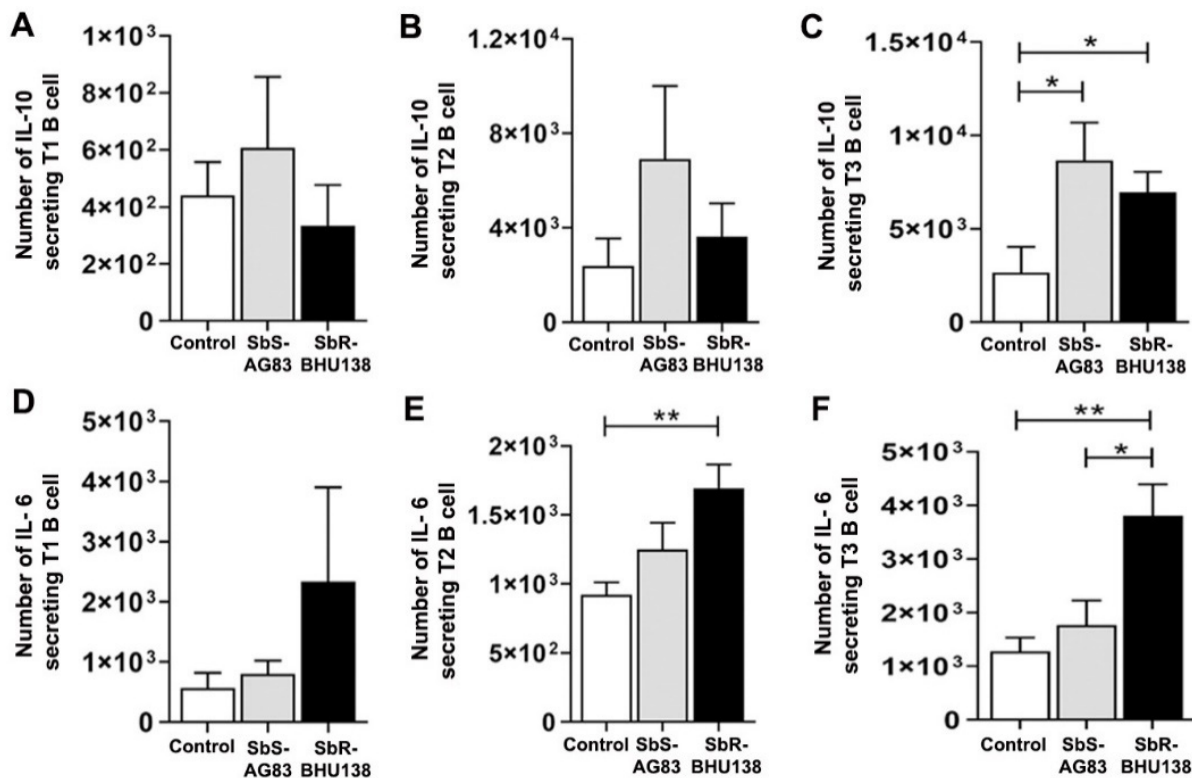 A
Number of IL-10
secreting T1 B cell
1×10³
8×10²
6×10²
4×10²
2×10²
0
Control
SbS-
AG83
SbR-
BHU138
B
Number of IL-10
secreting T2 B cell
1.2×10⁴
8×10³
4×10³
0
Control
SbS-
AG83
SbR-
BHU138
C
Number of IL-10
secreting T3 B cell
1.5×10⁴
1×10⁴
5×10³
0
*
*
Control
SbS-
AG83
SbR-
BHU138
D
Number of IL- 6
secreting T1 B cell
5×10³
4×10³
3×10³
2×10³
1×10³
0
Control
SbS-
AG83
SbR-
BHU138
E
Number of IL- 6
secreting T2 B cell
2×10³
1.5×10³
1×10³
5×10²
0
**
Control
SbS-
AG83
SbR-
BHU138
F
Number of IL- 6
secreting T3 B cell
5×10³
4×10³
2×10³
1×10³
0
**
*
Control
SbS-
AG83
SbR-
BHU138